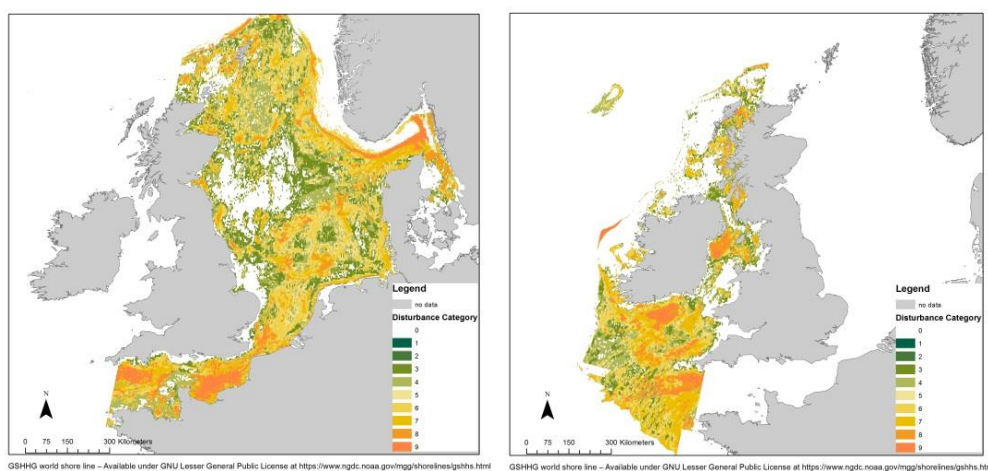 Legend
no data
Disturbance Category
0
1
2
3
4
5
6
7
8
9
N
0 75 150 300 Kilometers
GSHHG world shore line – Available under GNU Lesser General Public License at https://www.ngdc.noaa.gov/mgg/shorelines/gshhs.html
Legend
no data
Disturbance Category
0
1
2
3
4
5
6
7
8
9
N
0 75 150 300 Kilometers
GSHHG world shore line – Available under GNU Lesser General Public License at https://www.ngdc.noaa.gov/mgg/shorelines/gshhs.html